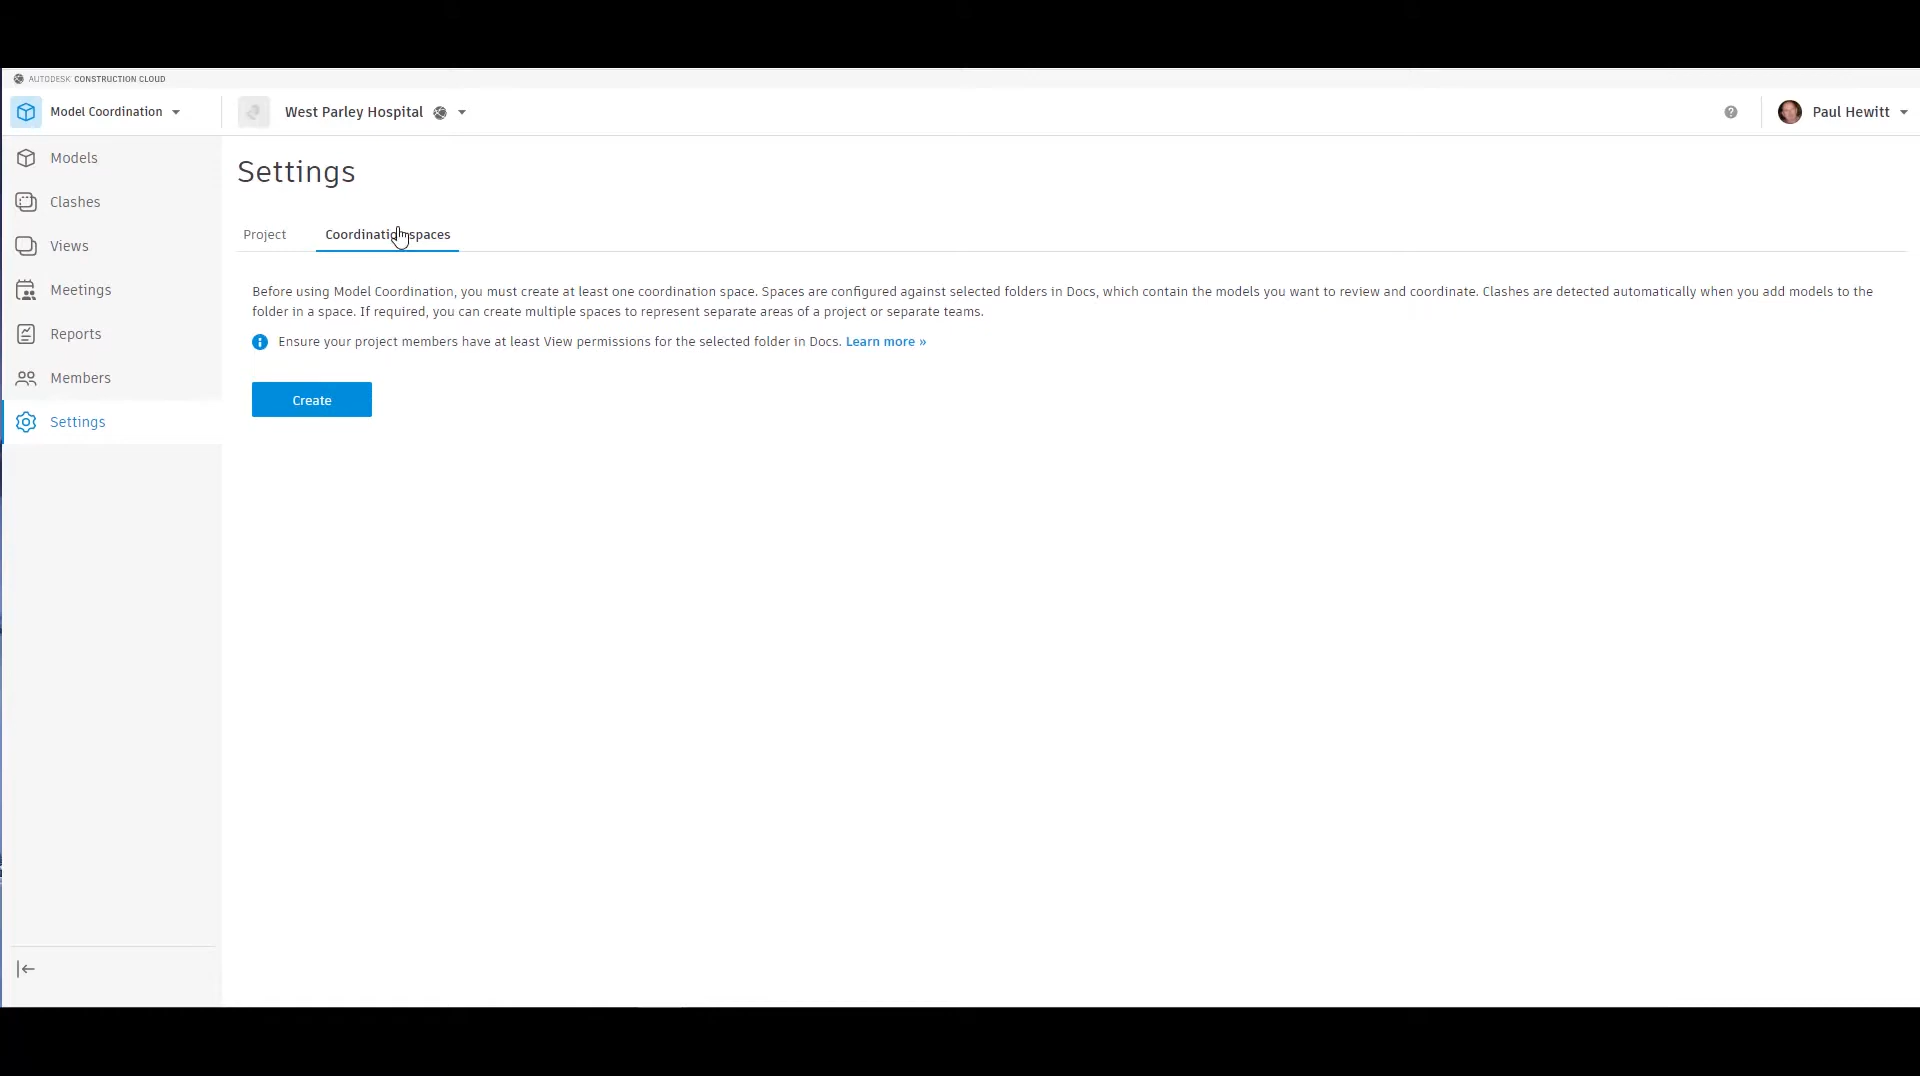 AUTODESK CONSTRUCTION CLOUD
Model Coordination
West Parley Hospital
Paul Hewitt
Models
Clashes
Views
Meetings
Reports
Members
Settings
Settings
Project
Coordination spaces
Before using Model Coordination, you must create at least one coordination space. Spaces are configured against selected folders in Docs, which contain the models you want to review and coordinate. Clashes are detected automatically when you add models to the
folder in a space. If required, you can create multiple spaces to represent separate areas of a project or separate teams.
Ensure your project members have at least View permissions for the selected folder in Docs. Learn more »
Create